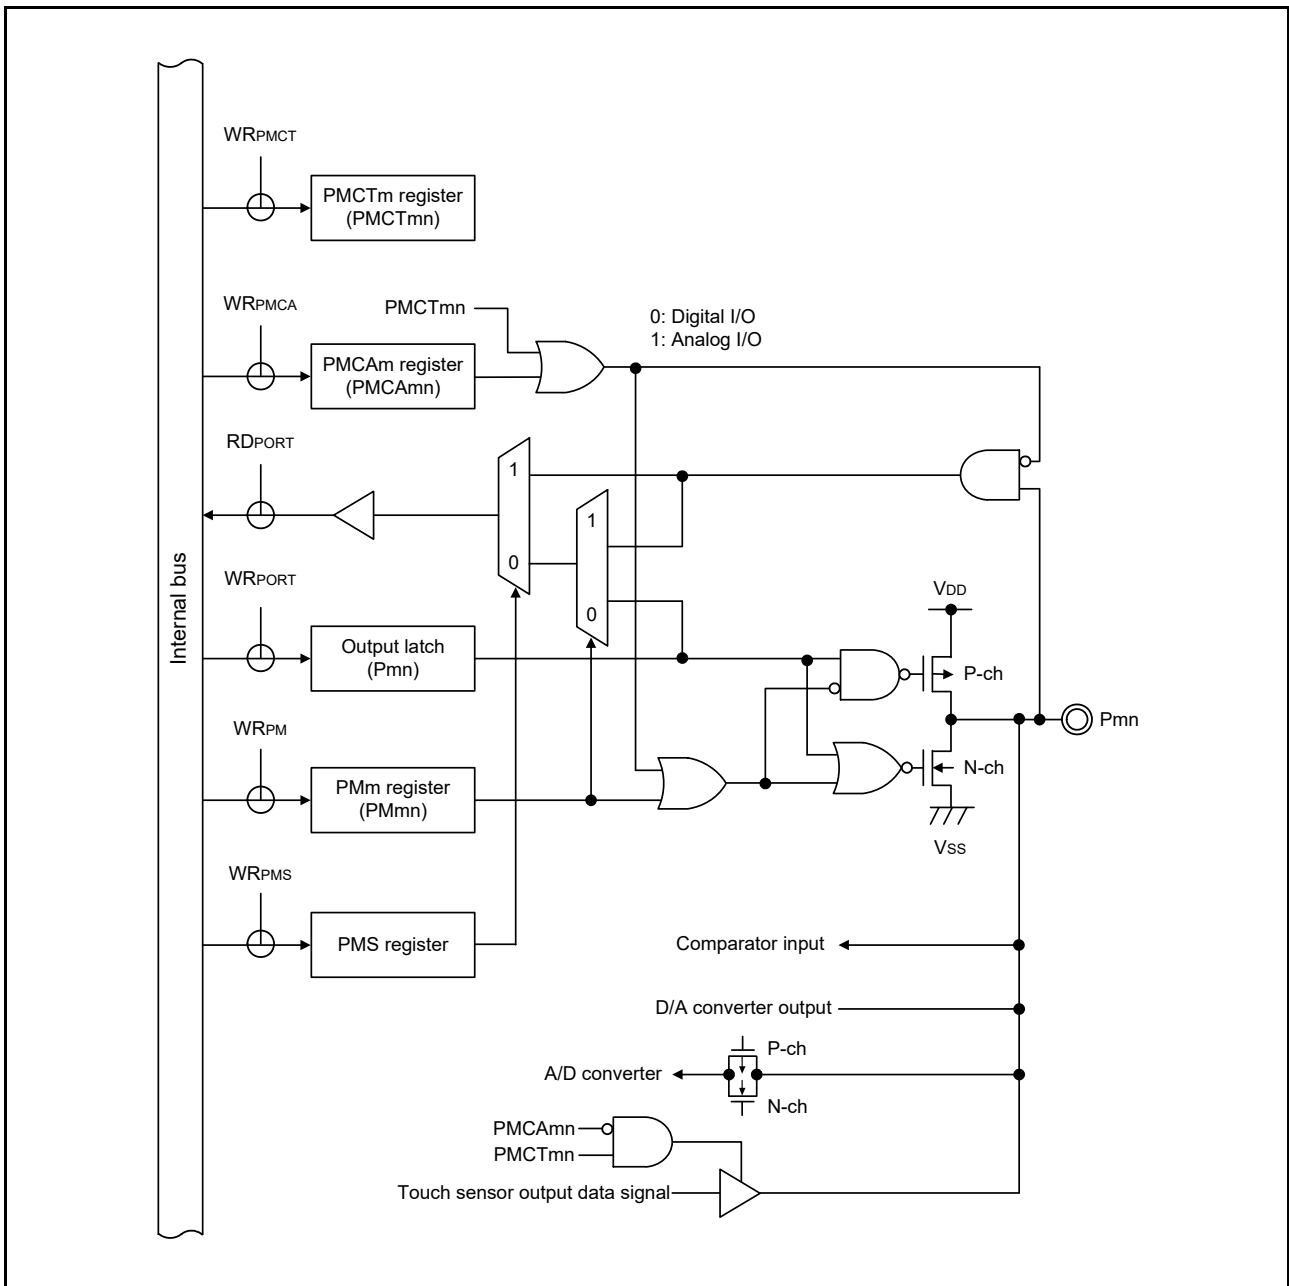 WRPMCT
PMCTm register
(PMCTmn)
WRPMCA
PMCTmn
0: Digital I/O
1: Analog I/O
PMCAm register
(PMCAmn)
RDPORT
1
1
0
0
Internal bus
WRPORT
VDD
Output latch
(Pmn)
P-ch
Pmn
WRPM
N-ch
PMm register
(PMmn)
VSS
WRPMS
PMS register
Comparator input
D/A converter output
P-ch
A/D converter
N-ch
PMCAmn
PMCTmn
Touch sensor output data signal